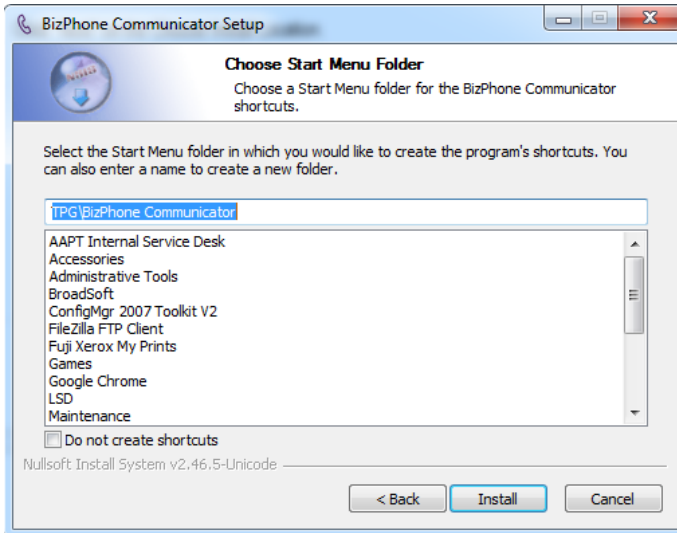 BizPhone Communicator Setup
Choose Start Menu Folder
Choose a Start Menu folder for the BizPhone Communicator
shortcuts.
Select the Start Menu folder in which you would like to create the program's shortcuts. You
can also enter a name to create a new folder.
TPG\BizPhone Communicator
AAPT Internal Service Desk
Accessories
Administrative Tools
BroadSoft
ConfigMgr 2007 Toolkit V2
FileZilla FTP Client
Fuji Xerox My Prints
Games
Google Chrome
LSD
Maintenance
Do not create shortcuts
Nullsoft Install System v2.46.5-Unicode
< Back Install Cancel